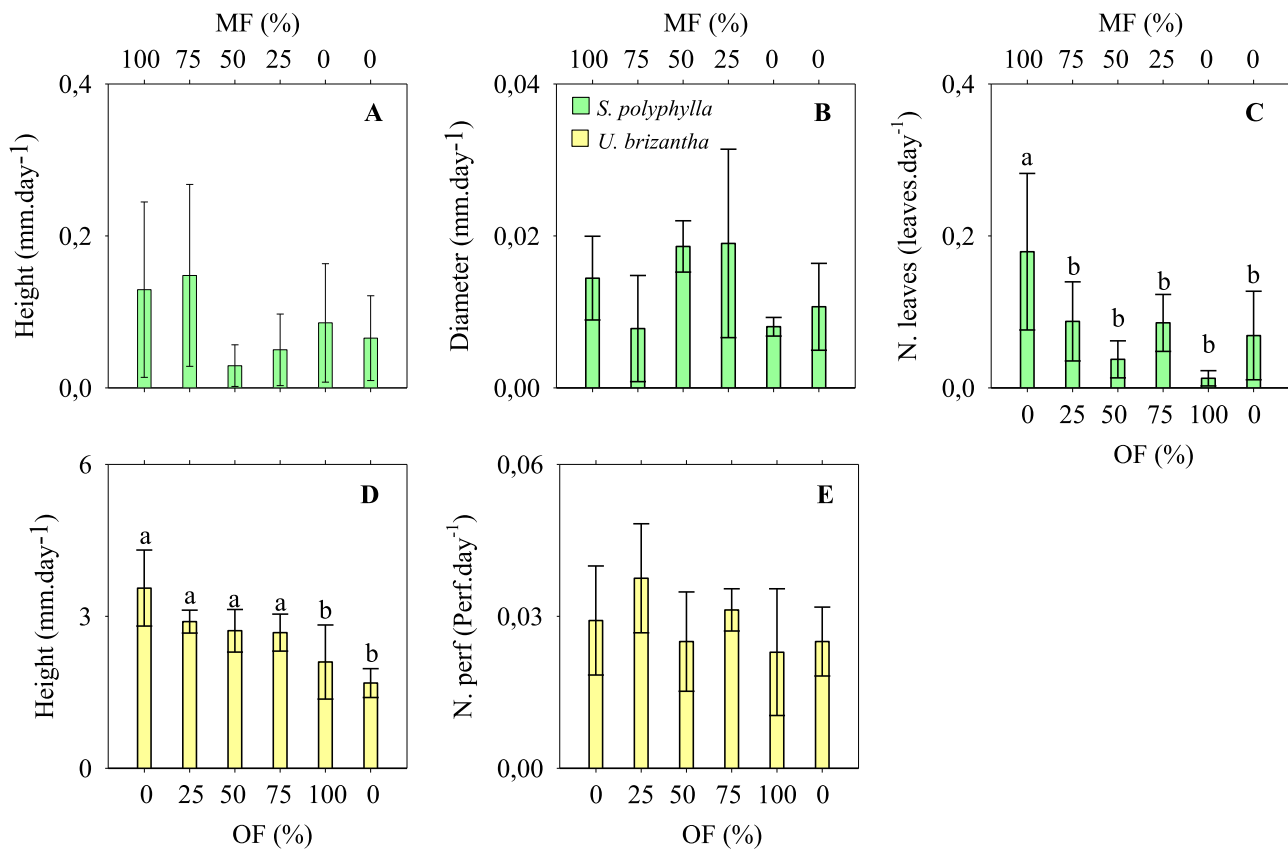 MF (%)
100 75 50 25 0 0
0,4
0,2
0,0
Height (mm.day-1)
A
MF (%)
100 75 50 25 0 0
0,04
0,02
0,00
Diameter (mm.day-1)
S. polyphylla
U. brizantha
B
MF (%)
100 75 50 25 0 0
0,4
0,2
0,0
N. leaves (leaves.day-1)
C
a
b
b
b
b
b
0 25 50 75 100 0
OF (%)
6
3
0
Height (mm.day-1)
D
a
a
a
a
b
b
0 25 50 75 100 0
OF (%)
0,06
0,03
0,00
N. perf (Perf.day-1)
E
0 25 50 75 100 0
OF (%)